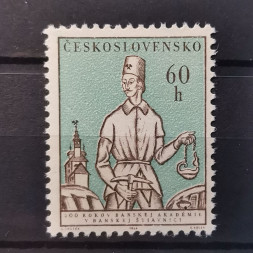 ČESKOSLOVENSKO
60
h
200 ROKOV BANSKEJ AKADÉMIE
V BANSKEJ ŠTIAVNICI